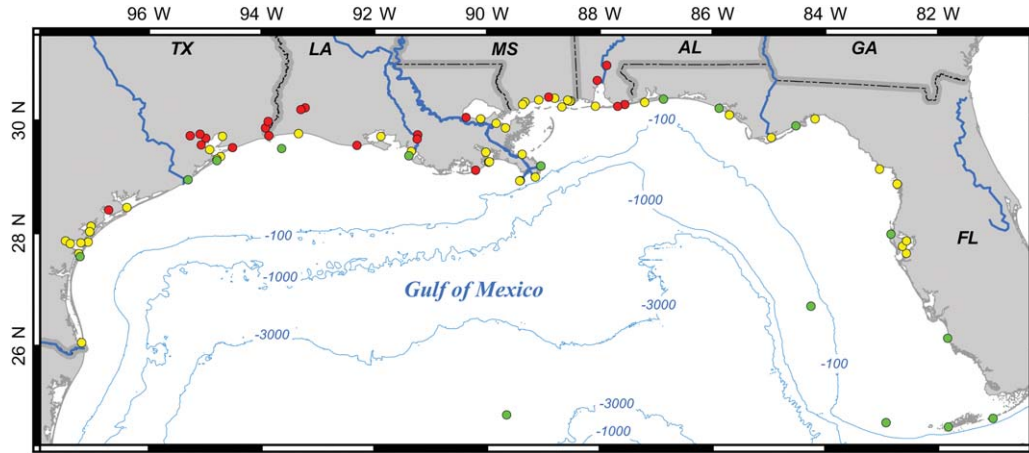 96 W 94 W 92 W 90 W 88 W 86 W 84 W 82 W
TX LA MS AL GA
30 N
-100
28 N
-1000
-100
FL
-1000
Gulf of Mexico
-3000
-3000
26 N
-100
-3000
-1000